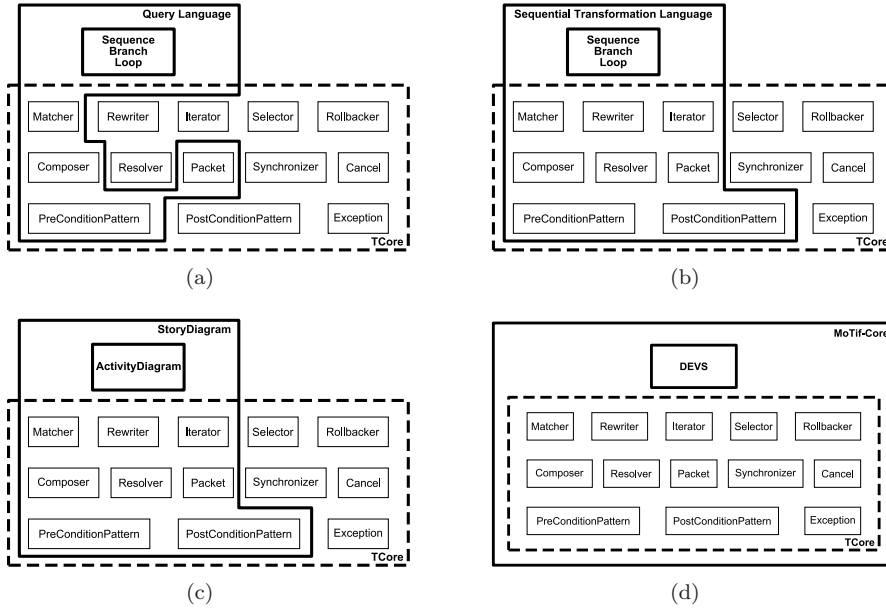 Query Language
Sequence
Branch
Loop
Matcher Rewriter Iterator Selector Rollbacker
Composer Resolver Packet Synchronizer Cancel
PreConditionPattern PostConditionPattern Exception
TCore
(a)
Sequential Transformation Language
Sequence
Branch
Loop
Matcher Rewriter Iterator Selector Rollbacker
Composer Resolver Packet Synchronizer Cancel
PreConditionPattern PostConditionPattern Exception
TCore
(b)
StoryDiagram
ActivityDiagram
Matcher Rewriter Iterator Selector Rollbacker
Composer Resolver Packet Synchronizer Cancel
PreConditionPattern PostConditionPattern Exception
TCore
(c)
MoTif-Core
DEVS
Matcher Rewriter Iterator Selector Rollbacker
Composer Resolver Packet Synchronizer Cancel
PreConditionPattern PostConditionPattern Exception
TCore
(d)